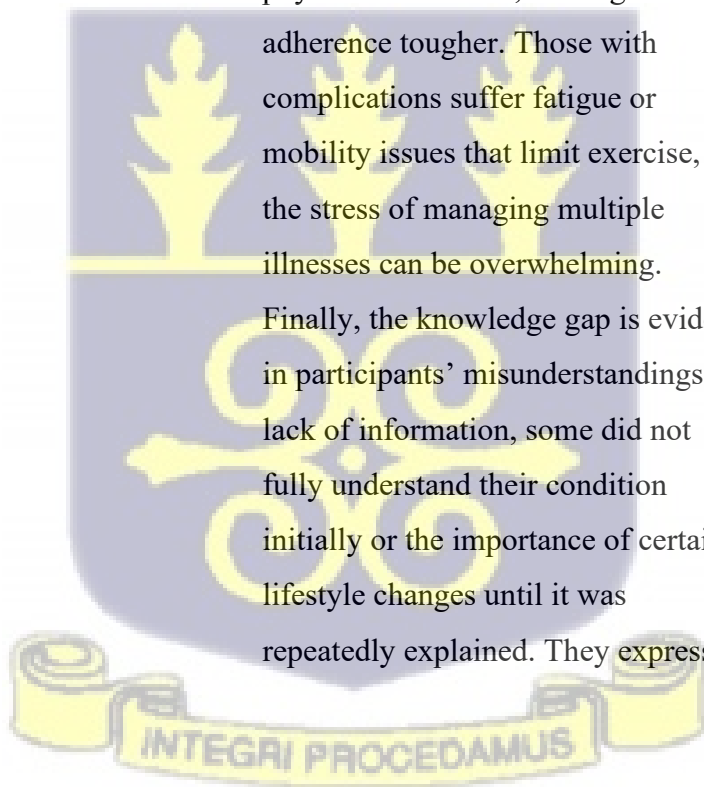 adherence tougher. Those with
complications suffer fatigue or
mobility issues that limit exercise,
the stress of managing multiple
illnesses can be overwhelming.
Finally, the knowledge gap is evid
in participants’ misunderstandings
lack of information, some did not
fully understand their condition
initially or the importance of certai
lifestyle changes until it was
repeatedly explained. They express
INTEGRI PROCEDAMUS